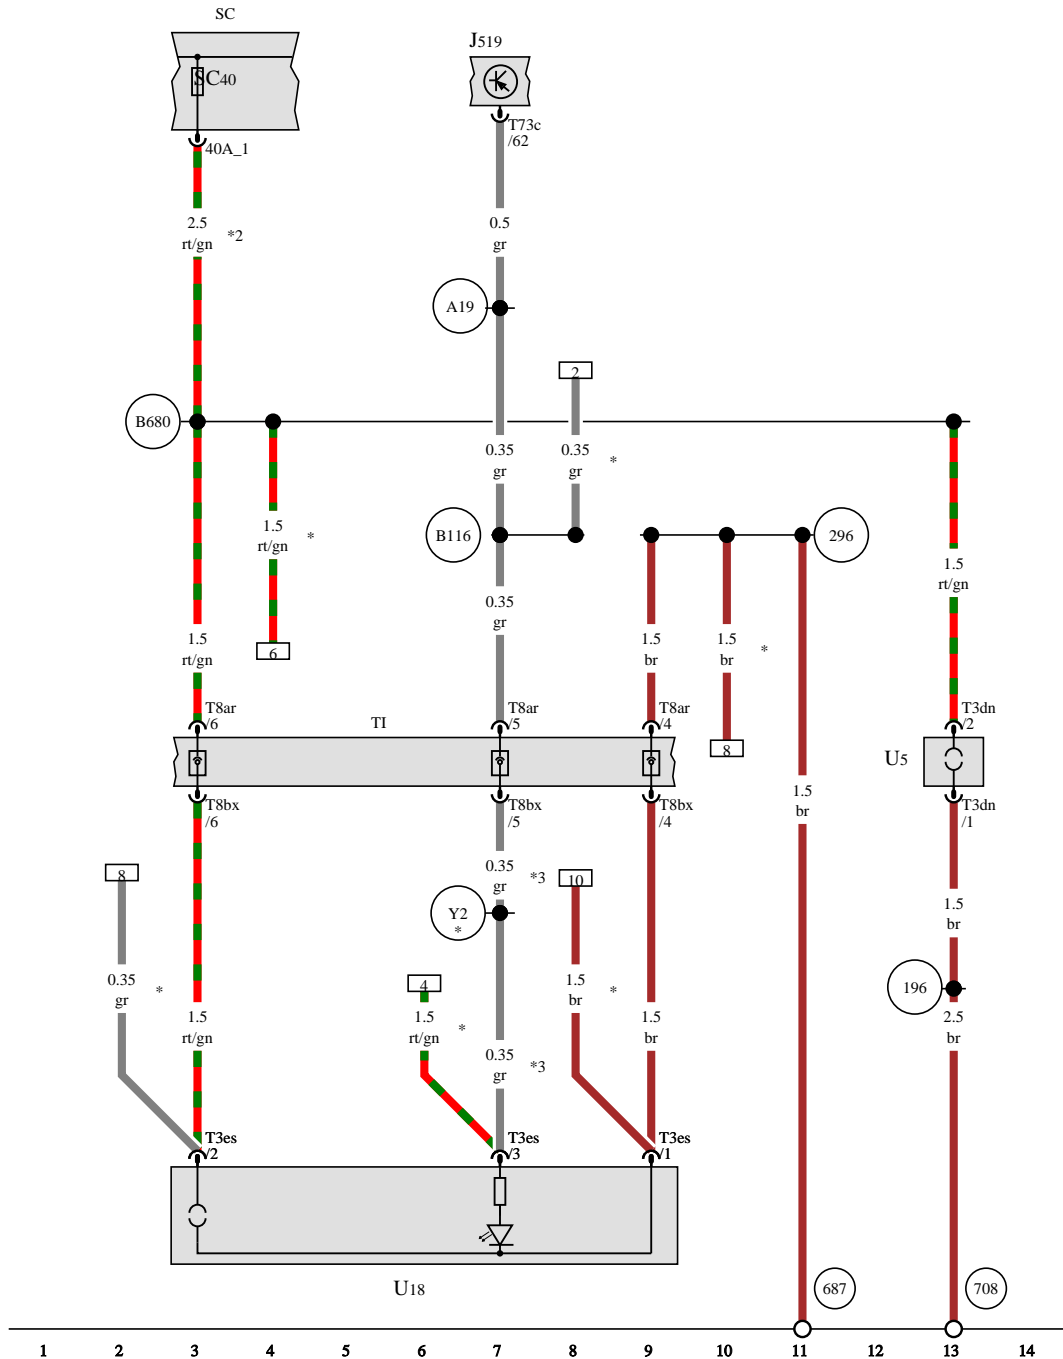 SC
J519
SC40
T73c
/62
40A_1
2.5
rt/gn
*2
0.5
gr
A19
2
B680
0.35
gr
0.35
gr
*
1.5
rt/gn
*
B116
296
1.5
rt/gn
0.35
gr
1.5
rt/gn
6
1.5
br
1.5
br
*
T8ar
/6
TI
T8ar
/5
T8ar
/4
8
T3dn
/2
U5
1.5
br
T8bx
/6
T8bx
/5
T8bx
/4
T3dn
/1
8
0.35
gr
*3
10
Y2
*
1.5
br
0.35
gr
*
4
1.5
br
*
196
1.5
rt/gn
1.5
rt/gn
*
1.5
br
2.5
br
0.35
gr
*3
T3es
/2
T3es
/3
T3es
/1
U18
687
708
1 2 3 4 5 6 7 8 9 10 11 12 13 14